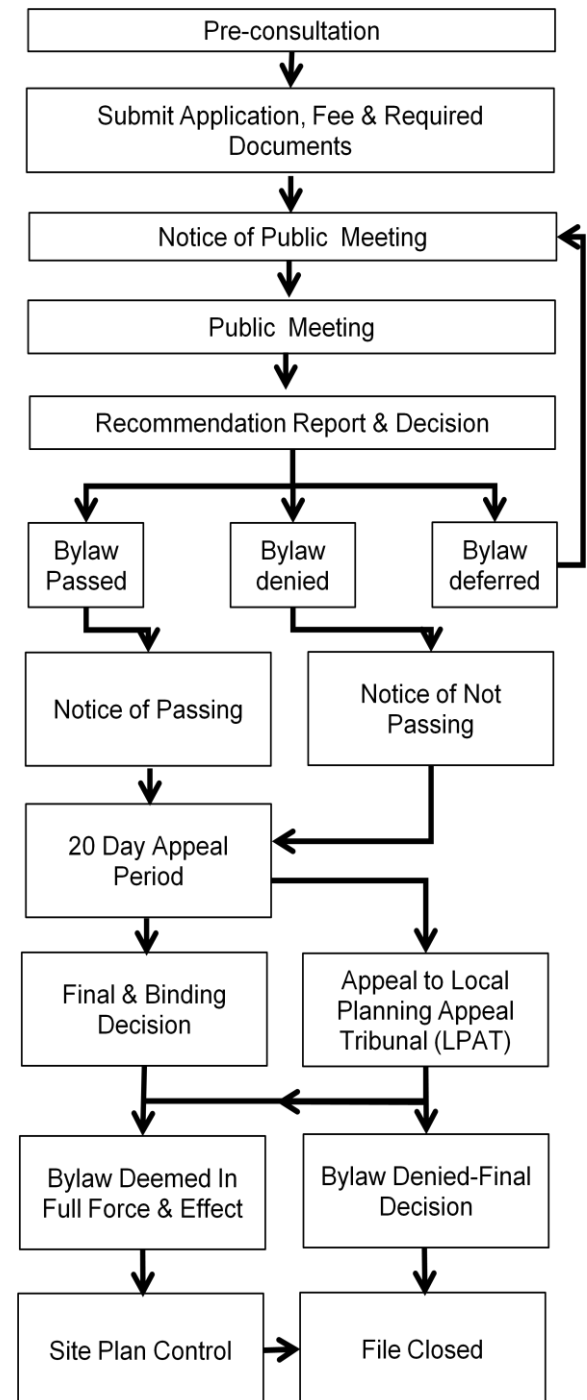 Pre-consultation
Submit Application, Fee & Required
Documents
Notice of Public Meeting
Public Meeting
Recommendation Report & Decision
Bylaw
Passed
Bylaw
denied
Bylaw
deferred
Notice of Passing
Notice of Not
Passing
20 Day Appeal
Period
Final & Binding
Decision
Appeal to Local
Planning Appeal
Tribunal (LPAT)
Bylaw Deemed In
Full Force & Effect
Bylaw Denied-Final
Decision
Site Plan Control
File Closed